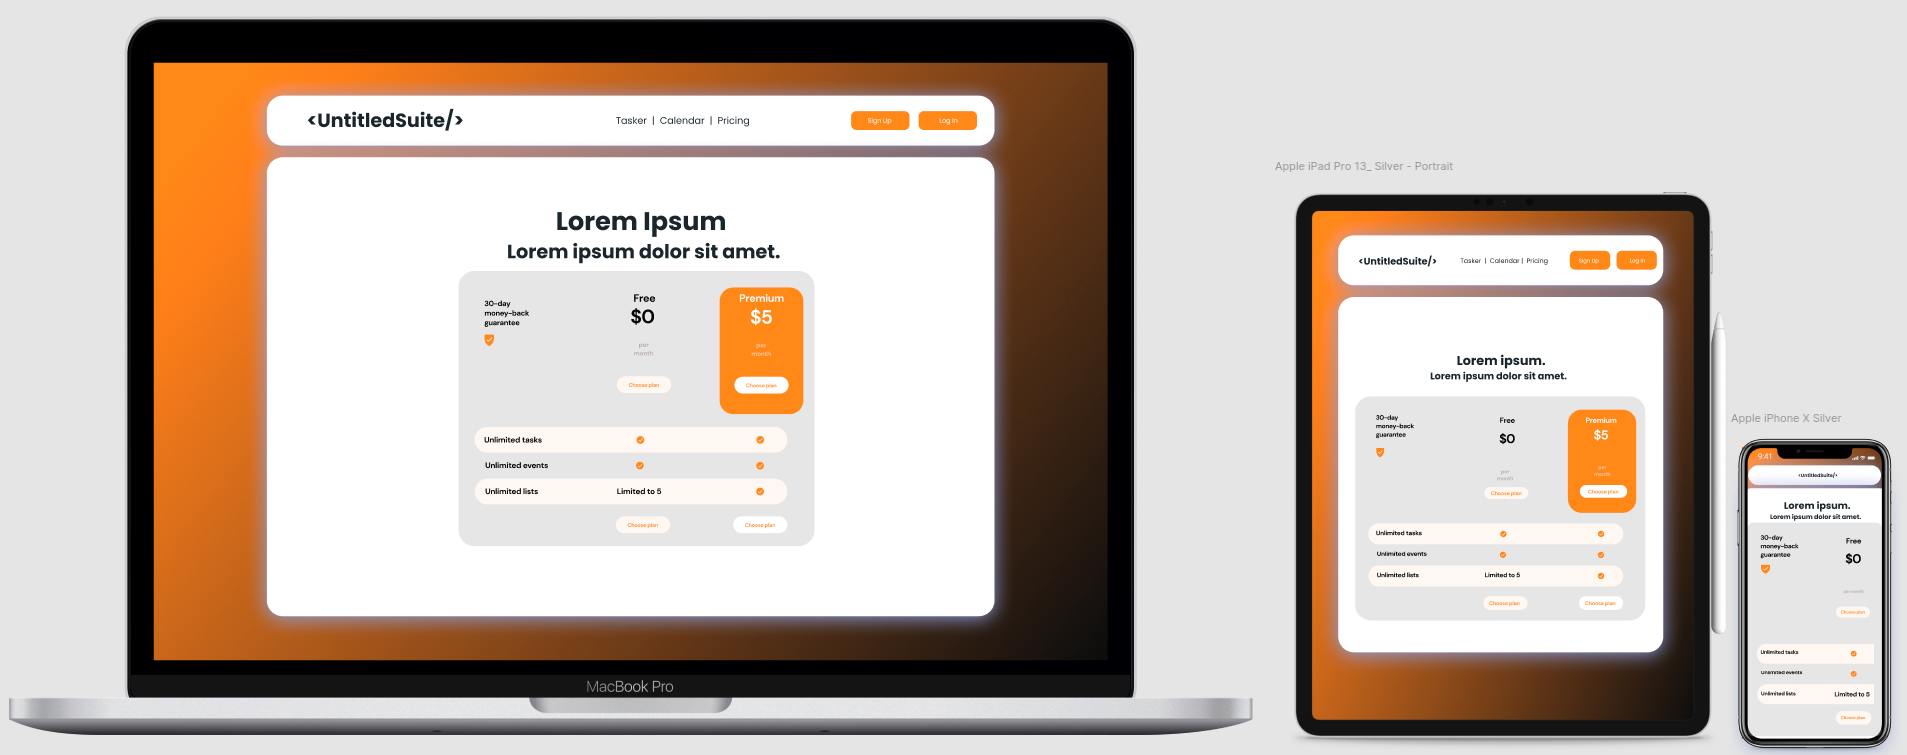 <UntitledSuite/>
Tasker | Calendar | Pricing
Sign Up
Log In
Lorem Ipsum
Lorem ipsum dolor sit amet.
30-day
money-back
guarantee
Free
$0
per
month
Choose plan
Premium
$5
per
month
Choose plan
Unlimited tasks
Unlimited events
Unlimited lists
Limited to 5
Choose plan
Choose plan
MacBook Pro
Apple iPad Pro 13_ Silver - Portrait
<UntitledSuite/>
Tasker | Calendar | Pricing
Sign Up
Log In
Lorem ipsum.
Lorem ipsum dolor sit amet.
30-day
money-back
guarantee
Free
$0
per
month
Choose plan
Premium
$5
per
month
Choose plan
Unlimited tasks
Unlimited events
Unlimited lists
Limited to 5
Choose plan
Choose plan
Apple iPhone X Silver
9:41
<UntitledSuite/>
Lorem ipsum.
Lorem ipsum dolor sit amet.
30-day
money-back
guarantee
Free
$0
per month
Choose plan
Unlimited tasks
Unlimited events
Unlimited lists
Limited to 5
Choose plan